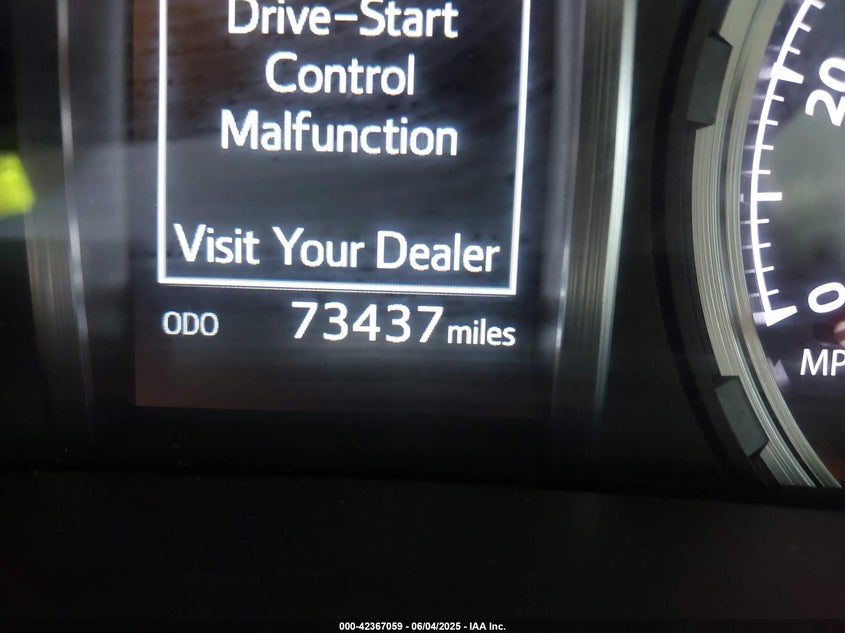 Drive-Start
Control
Malfunction
Visit Your Dealer
ODO 73437 miles
20
0
MP
000-42367059 - 06/04/2025 - IAA Inc.